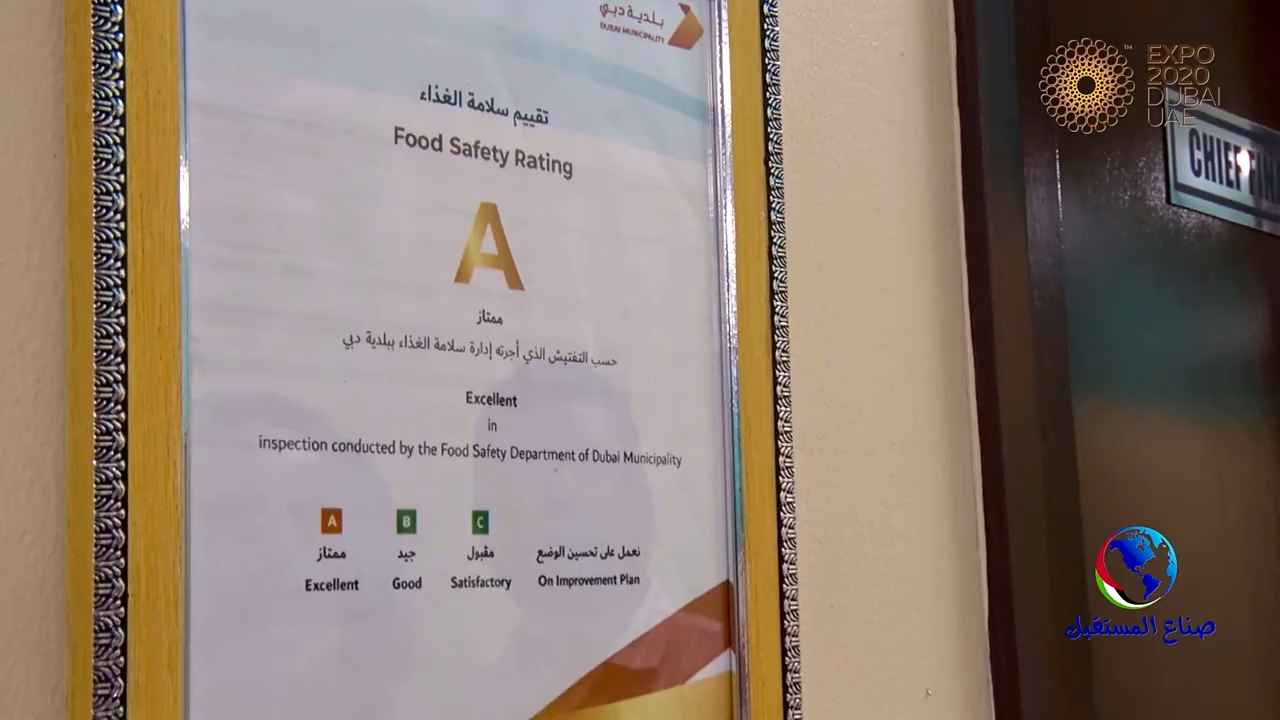 بلدية دبي
DUBAI MUNICIPALITY
تقييم سلامة الغذاء
Food Safety Rating
A
ممتاز
حسب التفتيش الذي أجرته إدارة سلامة الغذاء ببلدية دبي
Excellent
in
inspection conducted by the Food Safety Department of Dubai Municipality
A B C
ممتاز جيد مقبول نعمل على تحسين الوضع
Excellent Good Satisfactory On Improvement Plan
EXPO
2020
DUBAI
UAE
TM
CHIEF
صناع المستقبل